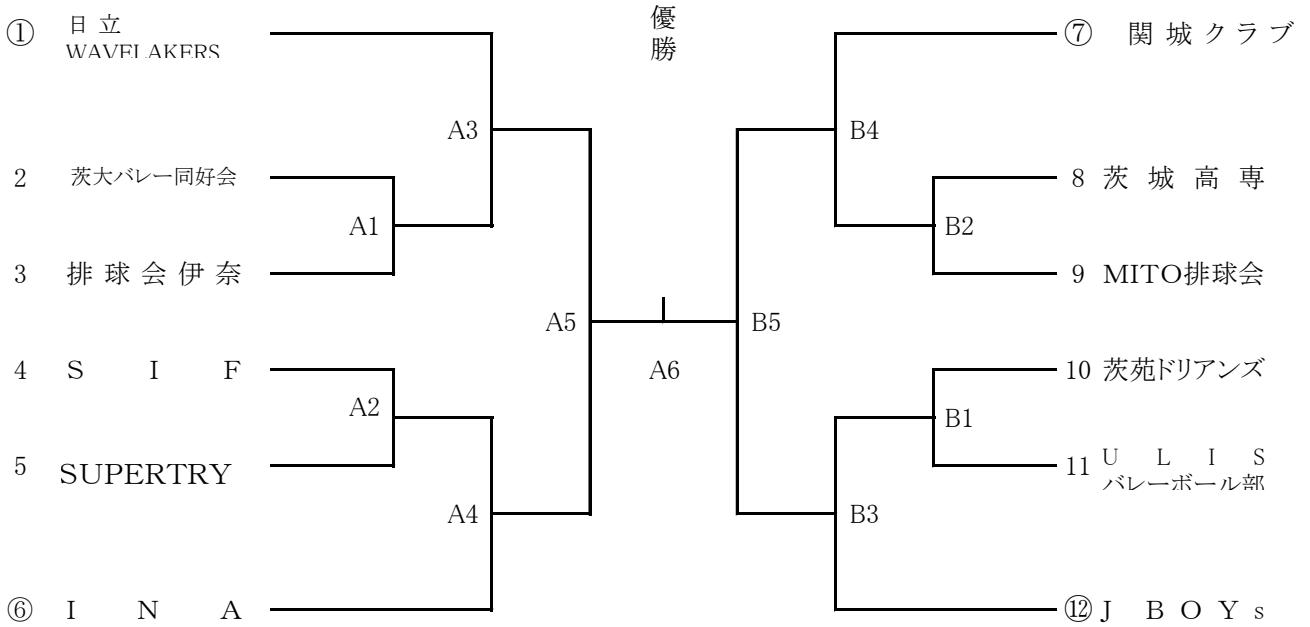 優勝
① 日立
WAVELAKERS
A3
2 茨大バレー同好会
A1
3 排球会伊奈
A5
4 S I F
A2
5 SUPERTRY
A4
⑥ I N A
A6
⑦ 関城クラブ
B4
8 茨城高専
B2
9 MITO排球会
B5
10 茨苑ドリアンズ
B1
11 U L I S
バレーボール部
B3
⑫ J BOYs